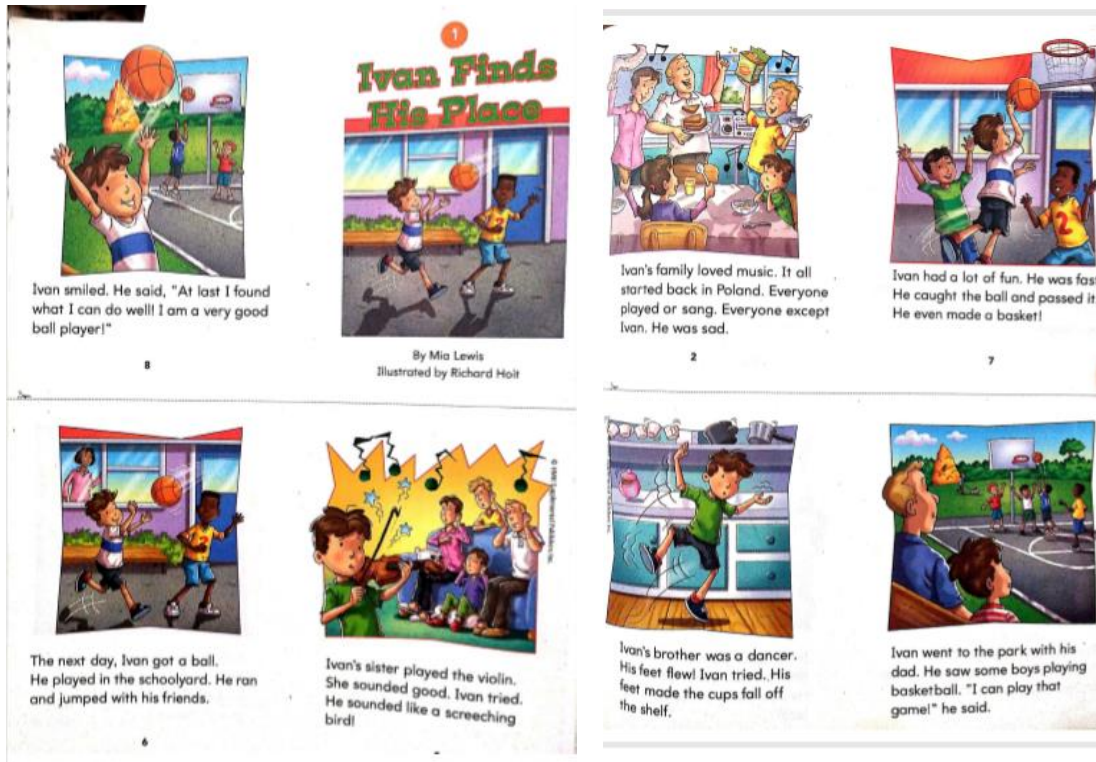 Ivan smiled. He said, "At last I found
what I can do well! I am a very good
ball player!"
8
1
Ivan Finds
His Place
By Mia Lewis
Illustrated by Richard Hoit
Ivan's family loved music. It all
started back in Poland. Everyone
played or sang. Everyone except
Ivan. He was sad.
2
Ivan had a lot of fun. He was fast
He caught the ball and passed it
He even made a basket!
7
The next day, Ivan got a ball.
He played in the schoolyard. He ran
and jumped with his friends.
6
Ivan's sister played the violin.
She sounded good. Ivan tried.
He sounded like a screeching
bird!
Ivan's brother was a dancer.
His feet flew! Ivan tried. His
feet made the cups fall off
the shelf.
Ivan went to the park with his
dad. He saw some boys playing
basketball. "I can play that
game!" he said.
2
2
2